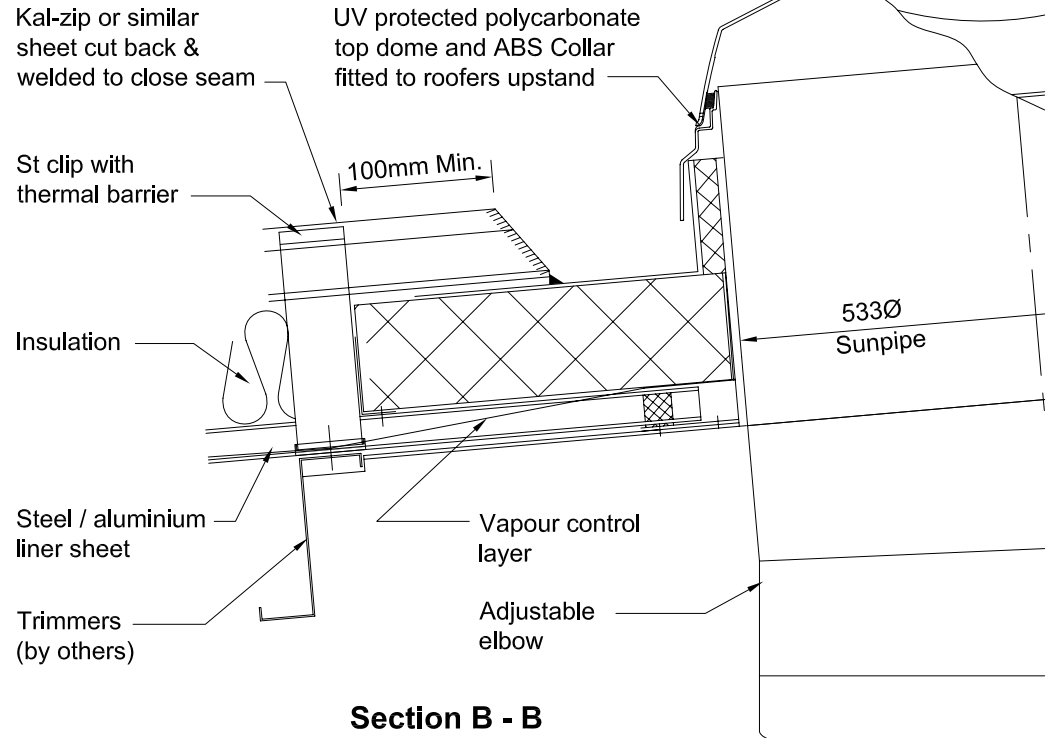 Kal-zip or similar
sheet cut back &
welded to close seam
UV protected polycarbonate
top dome and ABS Collar
fitted to roofers upstand
St clip with
thermal barrier
100mm Min.
Insulation
533Ø
Sunpipe
Steel / aluminium
liner sheet
Vapour control
layer
Trimmers
(by others)
Adjustable
elbow
Section B - B